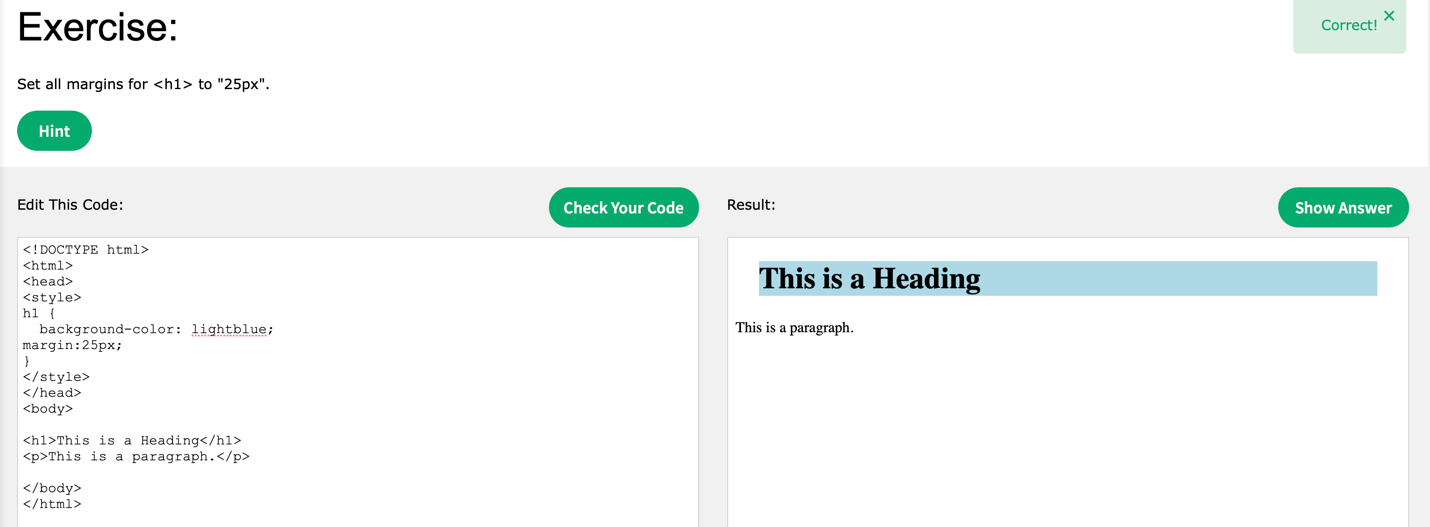 Exercise:
Correct! ×
Set all margins for <h1> to "25px".
Hint
Edit This Code:
Check Your Code
<!DOCTYPE html>
<html>
<head>
<style>
h1 {
  background-color: lightblue;
margin:25px;
}
</style>
</head>
<body>

<h1>This is a Heading</h1>
<p>This is a paragraph.</p>

</body>
</html>
Result:
Show Answer
This is a Heading
This is a paragraph.